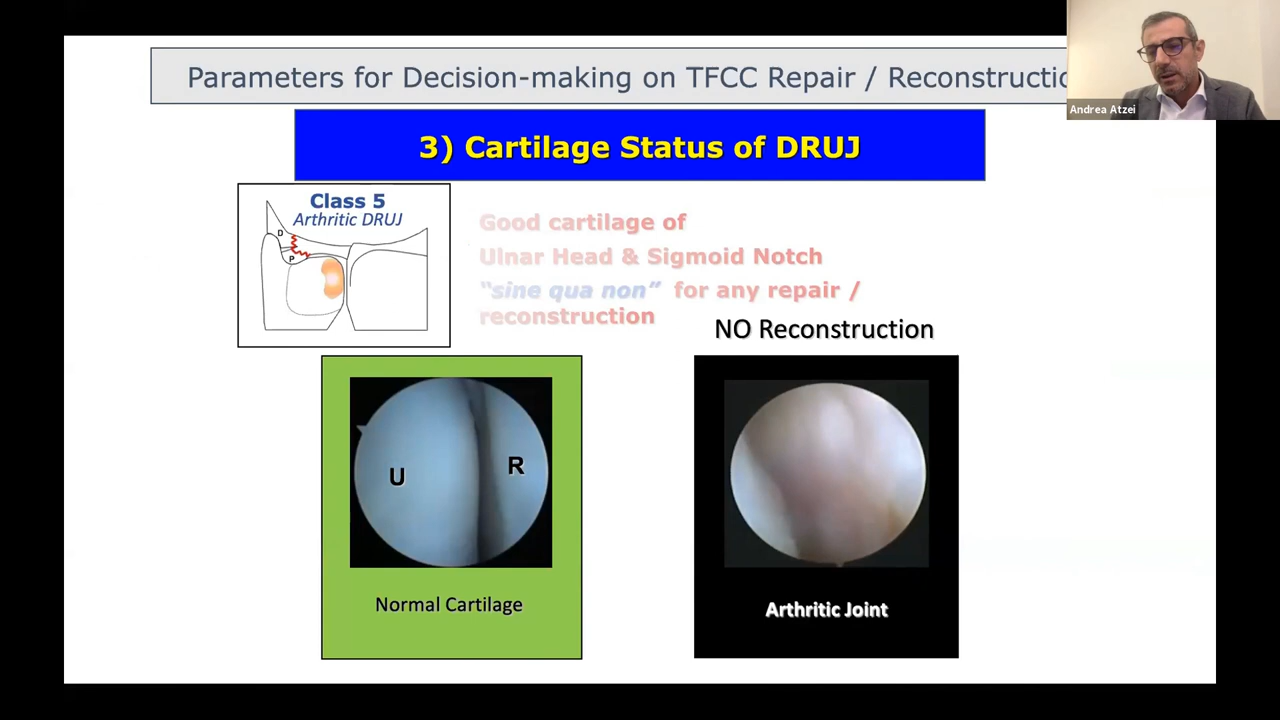 Parameters for Decision-making on TFCC Repair / Reconstructio
Andrea Atzei
3) Cartilage Status of DRUJ
Class 5
Arthritic DRUJ
D
P
Good cartilage of
Ulnar Head & Sigmoid Notch
“sine qua non” for any repair /
reconstruction
NO Reconstruction
U
R
Normal Cartilage
Arthritic Joint